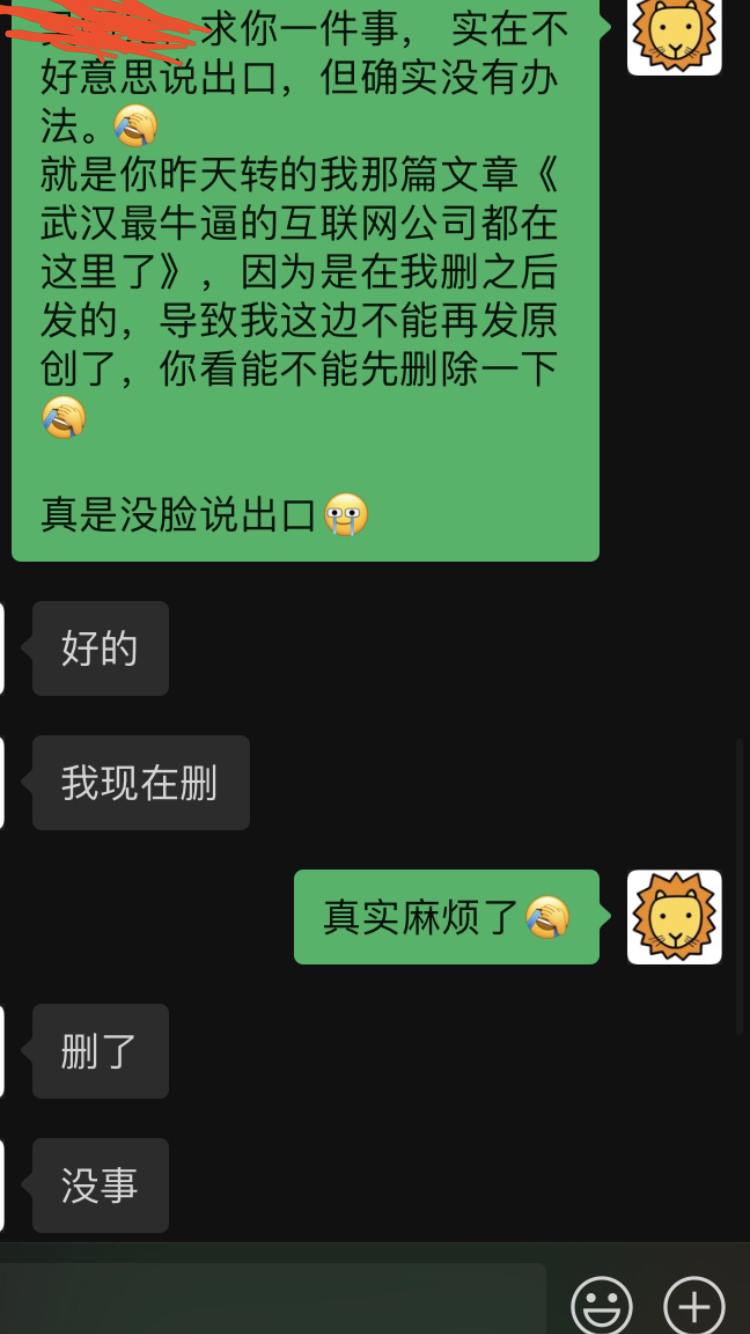 求你一件事， 实在不
好意思说出口，但确实没有办
法。
就是你昨天转的我那篇文章《
武汉最牛逼的互联网公司都在
这里了》，因为是在我删之后
发的，导致我这边不能再发原
创了，你看能不能先删除一下
真是没脸说出口
好的
我现在删
真实麻烦了
删了
没事